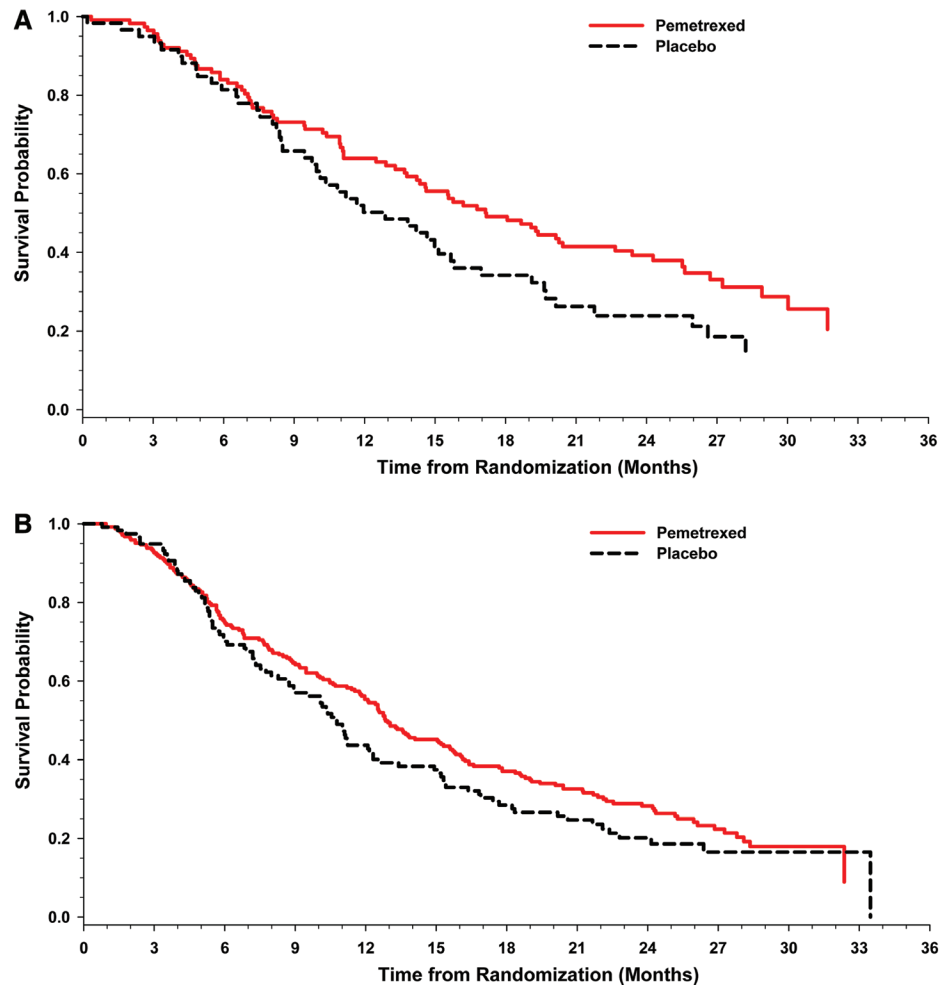 A
Pemetrexed
Placebo
Survival Probability
1.0
0.8
0.6
0.4
0.2
0.0
0 3 6 9 12 15 18 21 24 27 30 33 36
Time from Randomization (Months)
B
Pemetrexed
Placebo
Survival Probability
1.0
0.8
0.6
0.4
0.2
0.0
0 3 6 9 12 15 18 21 24 27 30 33 36
Time from Randomization (Months)